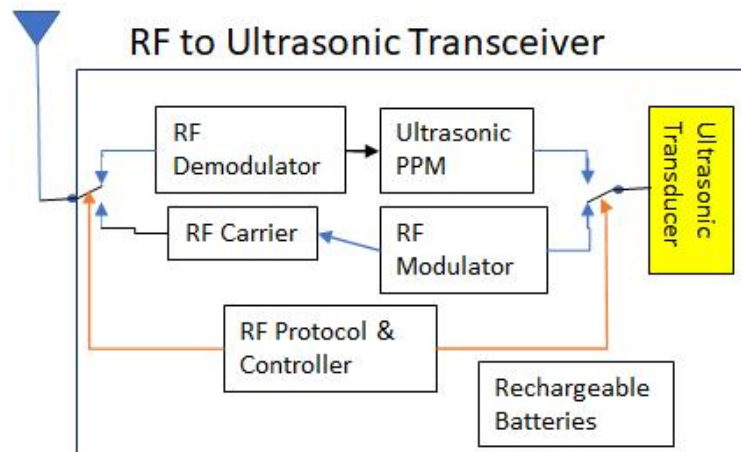 RF to Ultrasonic Transceiver
RF
Demodulator
Ultrasonic
PPM
Ultrasonic
Transducer
RF Carrier
RF
Modulator
RF Protocol &
Controller
Rechargeable
Batteries